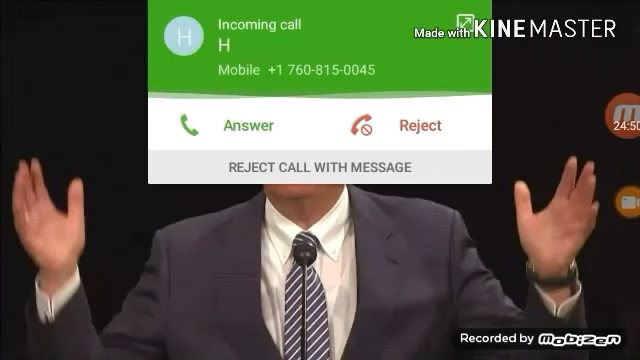 Incoming call
H
H
Mobile +1 760-815-0045
Made with KINEMASTER
Answer
Reject
24:50
REJECT CALL WITH MESSAGE
Recorded by Mobizen